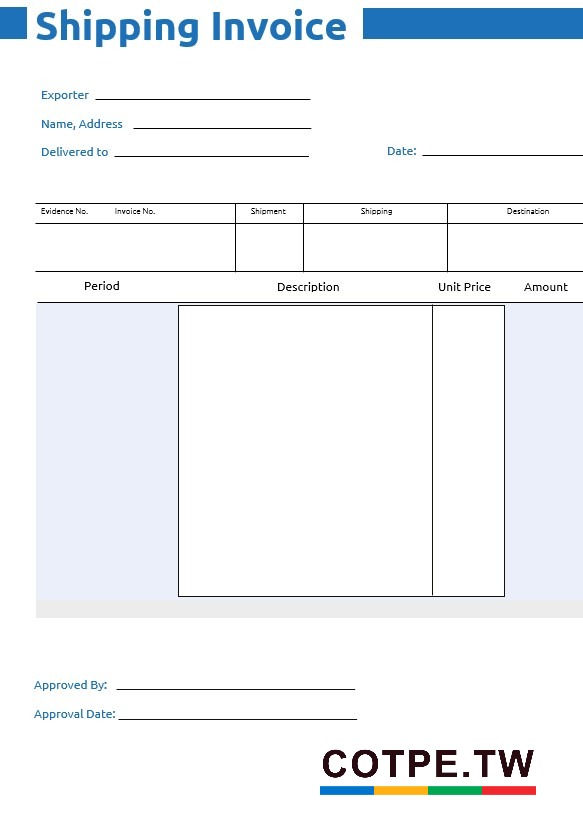 Shipping Invoice
Exporter
Name, Address
Delivered to
Date:
Evidence No. Invoice No. Shipment Shipping Destination
Period Description Unit Price Amount
Approved By:
Approval Date:
COTPE.TW